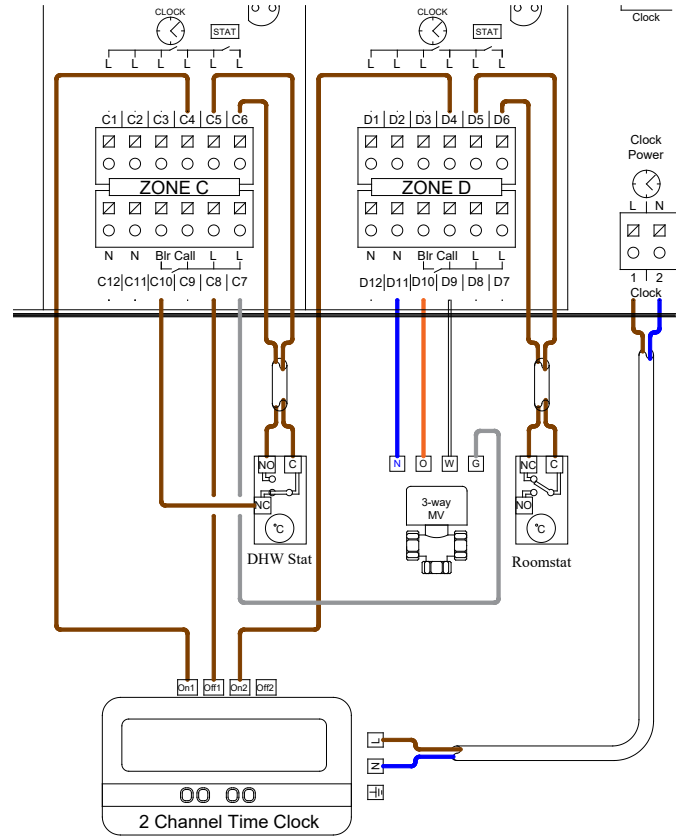 CLOCK STAT CLOCK STAT Clock
L L L L L L L L L L L L
C1 C2 C3 C4 C5 C6 D1 D2 D3 D4 D5 D6
Clock
Power
ZONE C ZONE D
L N
N N Blr Call L L N N Blr Call L L
C12 C11 C10 C9 C8 C7 D12 D11 D10 D9 D8 D7
1 2
Clock
NO C N O W G NC C
NC 3-way MV NO
°C °C
DHW Stat Roomstat
On1 Off1 On2 Off2
L
N
2 Channel Time Clock